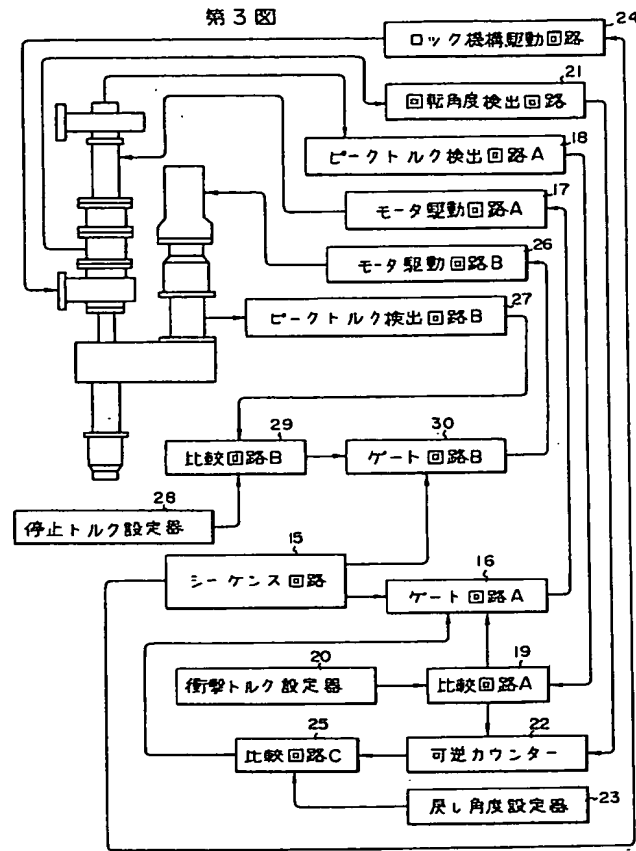 第3図
24
ロック機構駆動回路
21
回転角度検出回路
18
ピークトルク検出回路A
17
モータ駆動回路A
26
モータ駆動回路B
27
ピークトルク検出回路B
29
比較回路B
30
ゲート回路B
28
停止トルク設定器
15
シーケンス回路
16
ゲート回路A
20
衝撃トルク設定器
19
比較回路A
25
比較回路C
22
可逆カウンター
戻し角度設定器
23